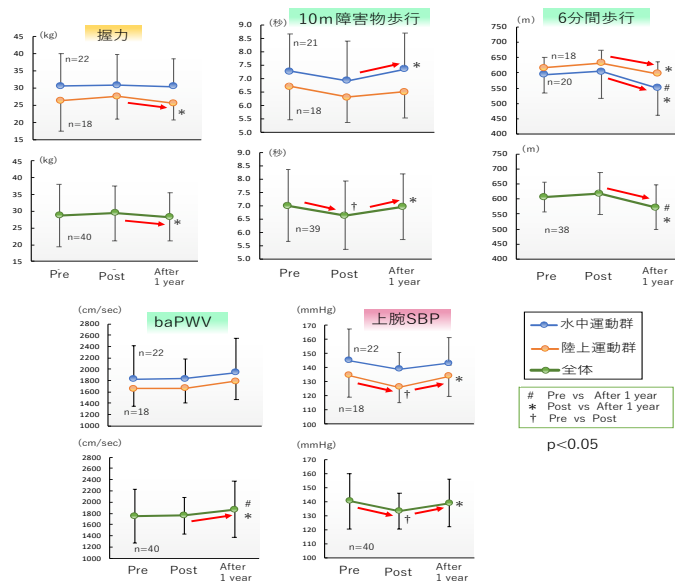 握力
(kg)
45
40
35
30
25
20
15
n=22
n=18
*
10m障害物歩行
(秒)
9.0
8.5
8.0
7.5
7.0
6.5
6.0
5.5
5.0
n=21
n=18
*
6分間歩行
(m)
700
650
600
550
500
450
400
n=18
n=20
*
#
*
(kg)
45
40
35
30
25
20
15
n=40
*
Pre
Post
After
1 year
(秒)
9.0
8.5
8.0
7.5
7.0
6.5
6.0
5.5
5.0
n=39
†
*
Pre
Post
After
1 year
(m)
700
650
600
550
500
450
400
n=38
#
*
Pre
Post
After
1 year
baPWV
(cm/sec)
2800
2600
2400
2200
2000
1800
1600
1400
1200
1000
n=22
n=18
上腕SBP
(mmHg)
170
160
150
140
130
120
110
100
n=22
n=18
†
*
水中運動群
陸上運動群
全体
# Pre vs After 1 year
* Post vs After 1 year
† Pre vs Post
p<0.05
(cm/sec)
2800
2600
2400
2200
2000
1800
1600
1400
1200
1000
n=40
#
*
Pre
Post
After
1 year
(mmHg)
200
180
160
140
120
100
n=40
†
*
Pre
Post
After
1 year